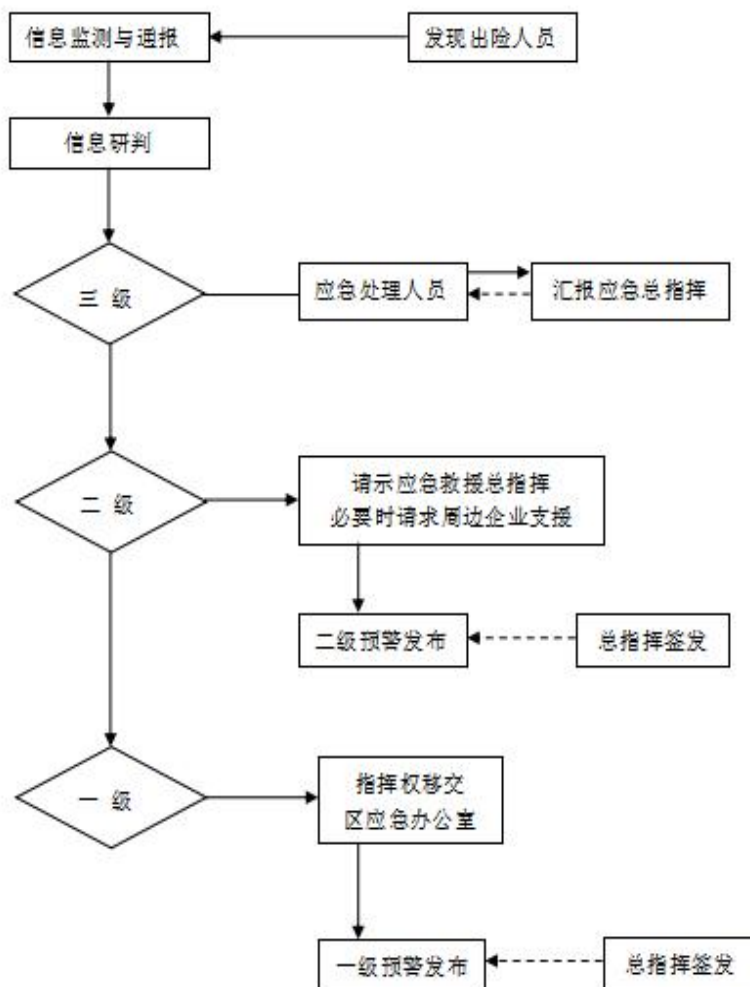 信息监测与通报
发现出险人员
信息研判
三 级
应急处理人员
汇报应急总指挥
二 级
请示应急救援总指挥
必要时请求周边企业支援
二级预警发布
总指挥签发
一 级
指挥权移交
区应急办公室
一级预警发布
总指挥签发